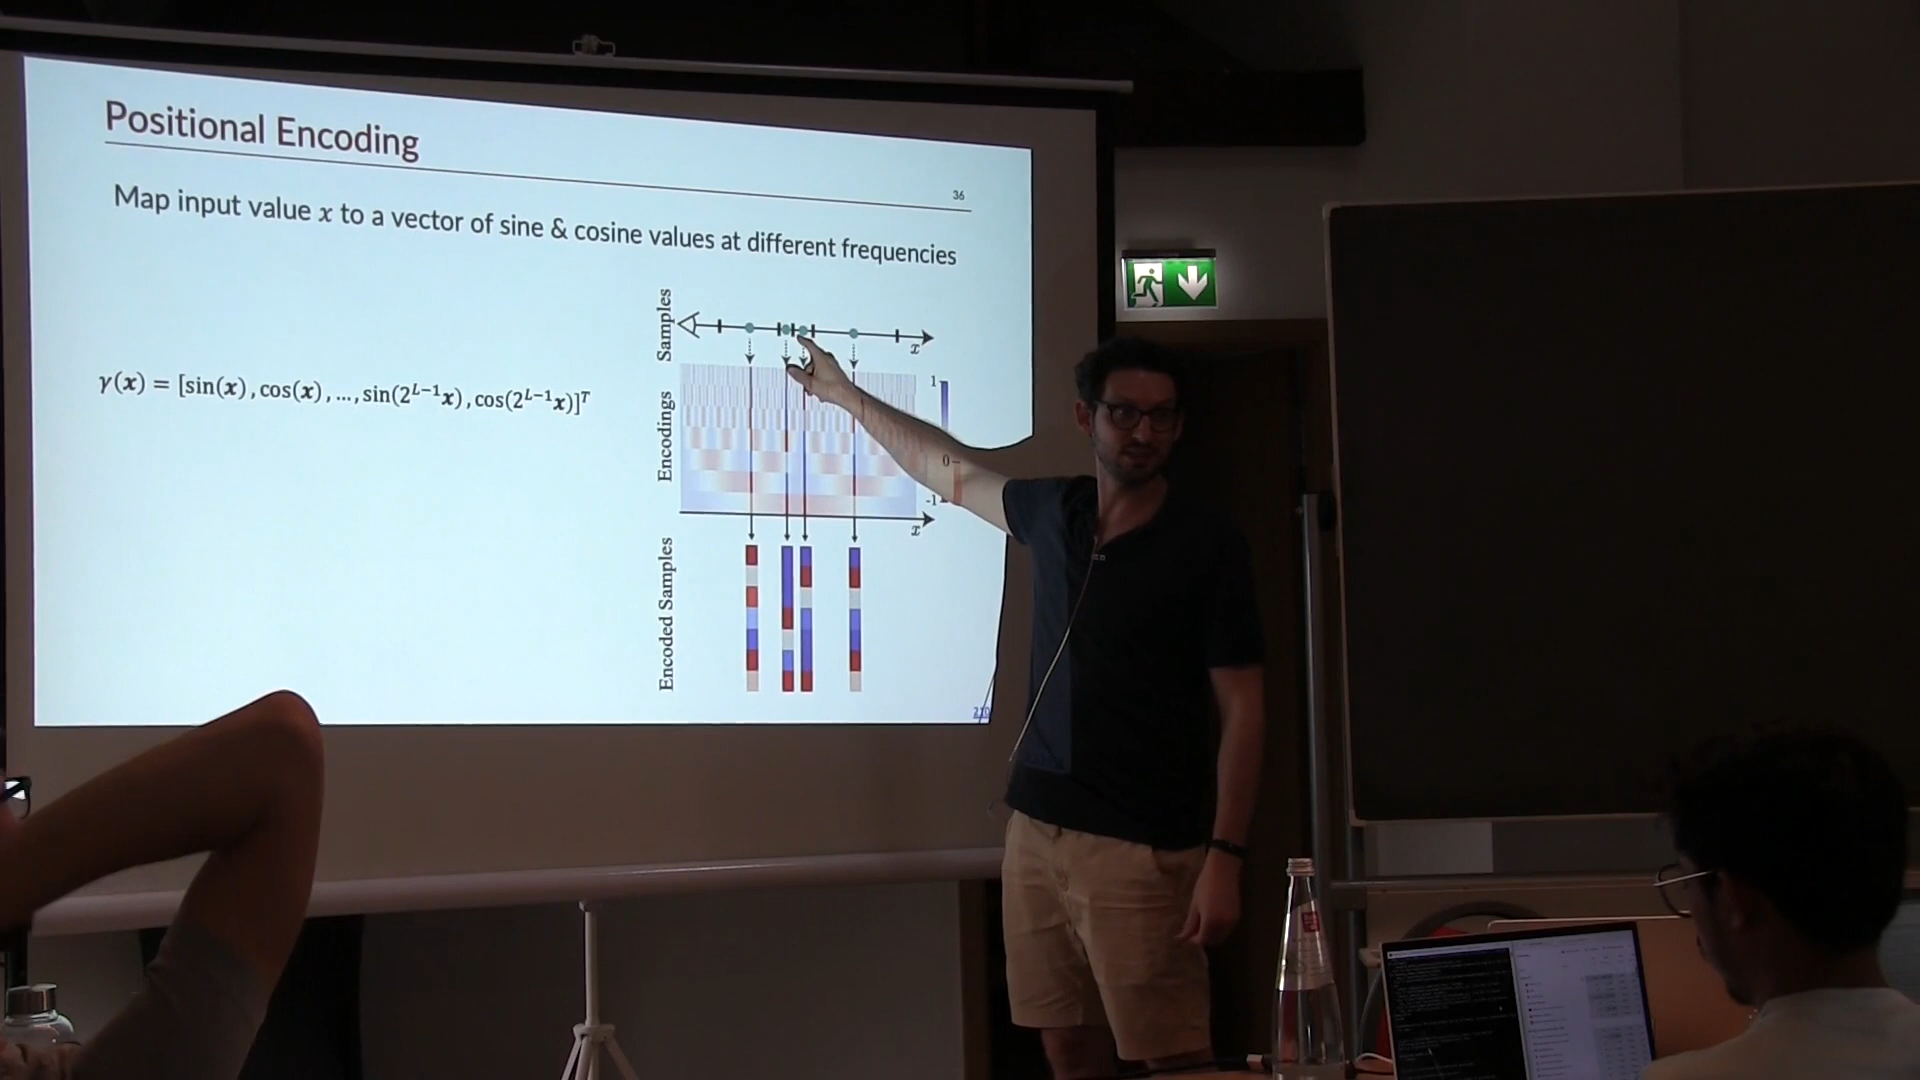 Positional Encoding
36
Map input value x to a vector of sine & cosine values at different frequencies
γ(x) = [sin(x), cos(x), ..., sin(2^{L−1}x), cos(2^{L−1}x)]^T
Samples
x
Encodings
1
0
-1
x
Encoded Samples